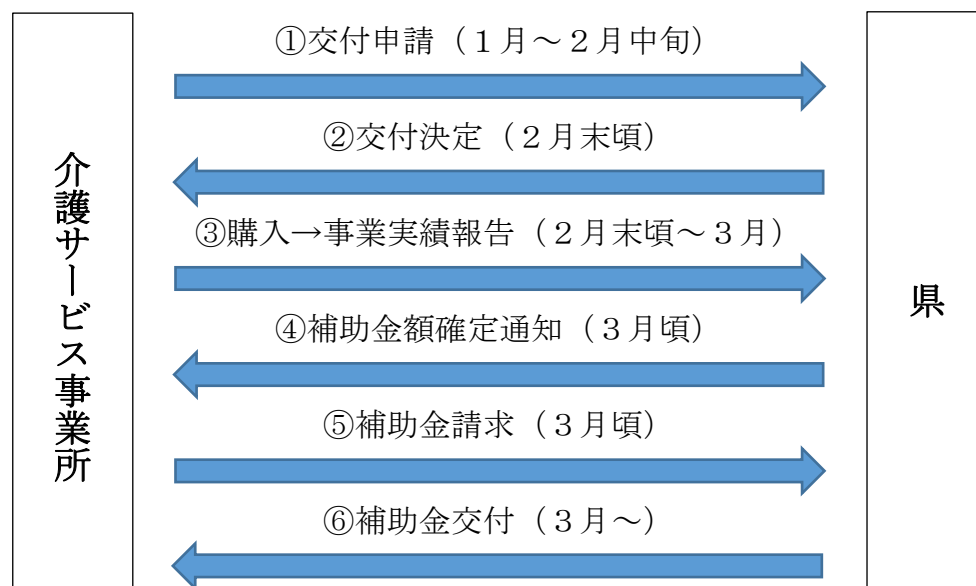 介護サービス事業所
①交付申請（１月～２月中旬）
②交付決定（２月末頃）
③購入→事業実績報告（２月末頃～３月）
④補助金額確定通知（３月頃）
⑤補助金請求（３月頃）
⑥補助金交付（３月～）
県